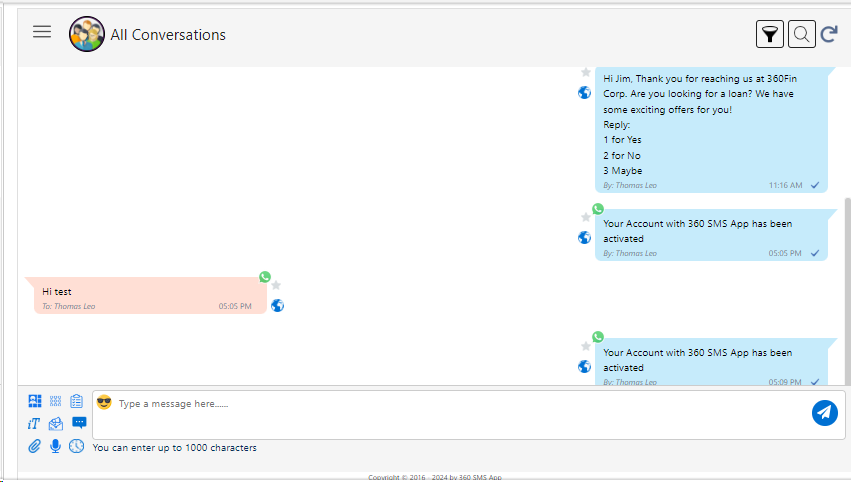 All Conversations
Hi Jim, Thank you for reaching us at 360Fin
Corp. Are you looking for a loan? We have
some exciting offers for you!
Reply:
1 for Yes
2 for No
3 Maybe
By: Thomas Leo 11:16 AM
Your Account with 360 SMS App has been
activated
By: Thomas Leo 05:05 PM
Hi test
To: Thomas Leo 05:05 PM
Your Account with 360 SMS App has been
activated
By: Thomas Leo 05:09 PM
Type a message here......
iT
You can enter up to 1000 characters
Copyright © 2016 - 2024 by 360 SMS App